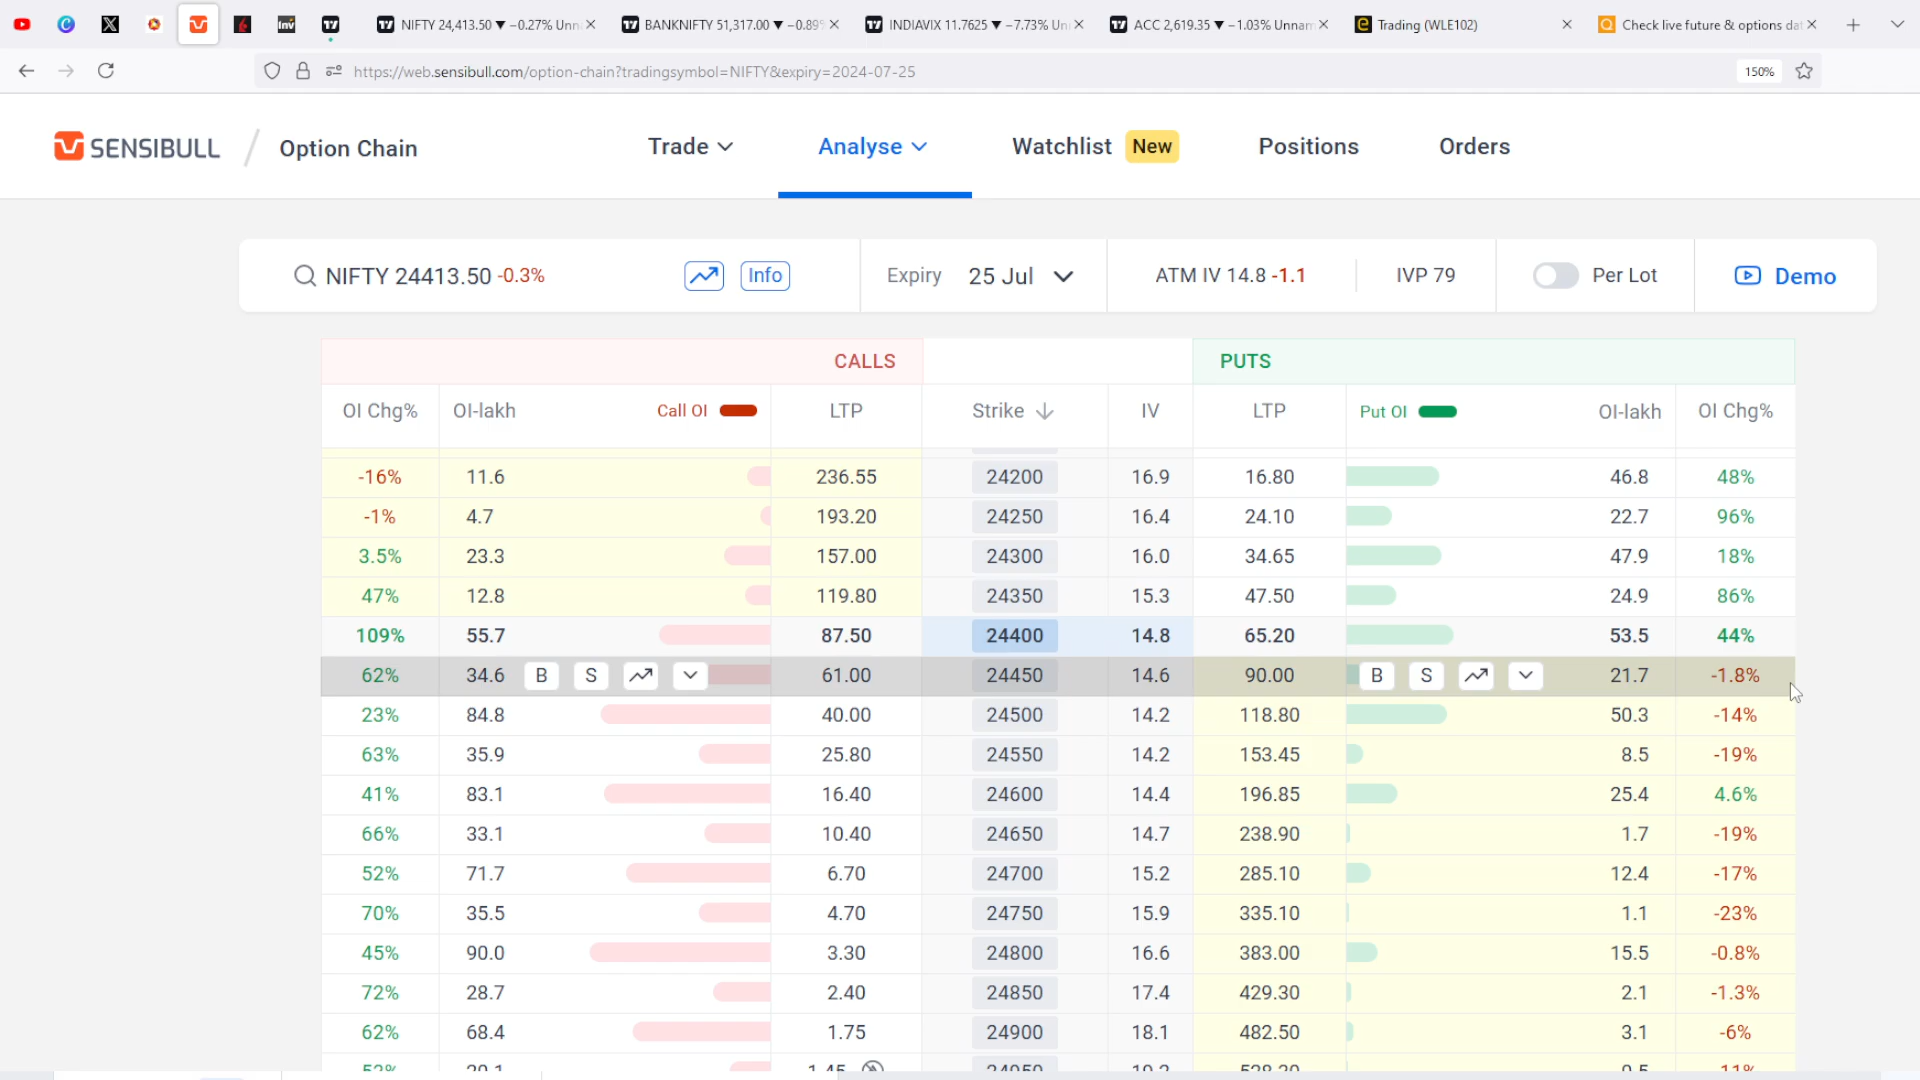 NIFTY 24,413.50 ▼ −0.27% Unn
BANKNIFTY 51,317.00 ▼ −0.89%
INDIAVIX 11.7625 ▼ −7.73% Un
ACC 2,619.35 ▼ −1.03% Unnam
Trading (WLE102)
Check live future & options dat
https://web.sensibull.com/option-chain?tradingsymbol=NIFTY&expiry=2024-07-25
150%
SENSIBULL / Option Chain
Trade
Analyse
Watchlist New
Positions
Orders
NIFTY 24413.50 -0.3%
Info
Expiry 25 Jul
ATM IV 14.8 -1.1
IVP 79
Per Lot
Demo
CALLS PUTS
OI Chg% OI-lakh Call OI LTP Strike IV LTP Put OI OI-lakh OI Chg%
-16% 11.6 236.55 24200 16.9 16.80 46.8 48%
-1% 4.7 193.20 24250 16.4 24.10 22.7 96%
3.5% 23.3 157.00 24300 16.0 34.65 47.9 18%
47% 12.8 119.80 24350 15.3 47.50 24.9 86%
109% 55.7 87.50 24400 14.8 65.20 53.5 44%
62% 34.6 B S 61.00 24450 14.6 90.00 B S 21.7 -1.8%
23% 84.8 40.00 24500 14.2 118.80 50.3 -14%
63% 35.9 25.80 24550 14.2 153.45 8.5 -19%
41% 83.1 16.40 24600 14.4 196.85 25.4 4.6%
66% 33.1 10.40 24650 14.7 238.90 1.7 -19%
52% 71.7 6.70 24700 15.2 285.10 12.4 -17%
70% 35.5 4.70 24750 15.9 335.10 1.1 -23%
45% 90.0 3.30 24800 16.6 383.00 15.5 -0.8%
72% 28.7 2.40 24850 17.4 429.30 2.1 -1.3%
62% 68.4 1.75 24900 18.1 482.50 3.1 -6%